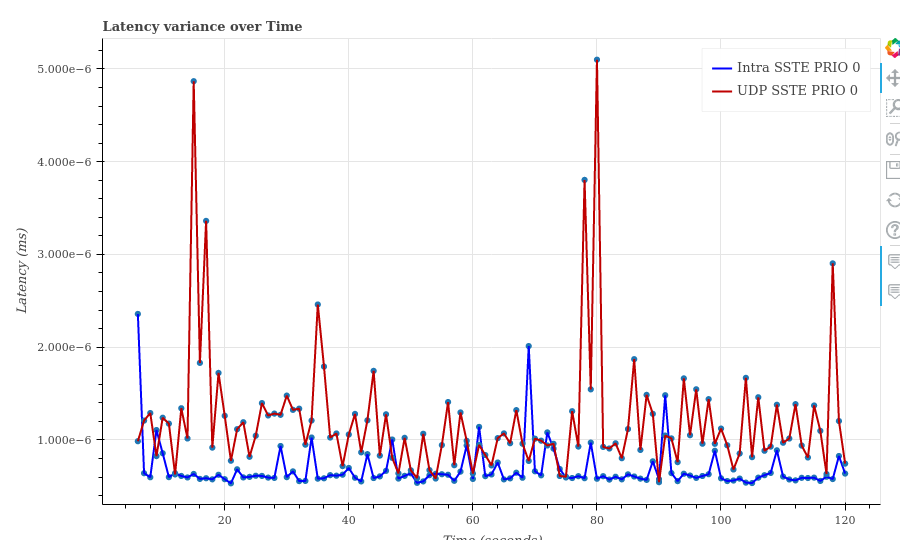 Latency variance over Time
Intra SSTE PRIO 0
UDP SSTE PRIO 0
5.000e−6
4.000e−6
3.000e−6
2.000e−6
1.000e−6
Latency (ms)
20 40 60 80 100 120
Time (seconds)